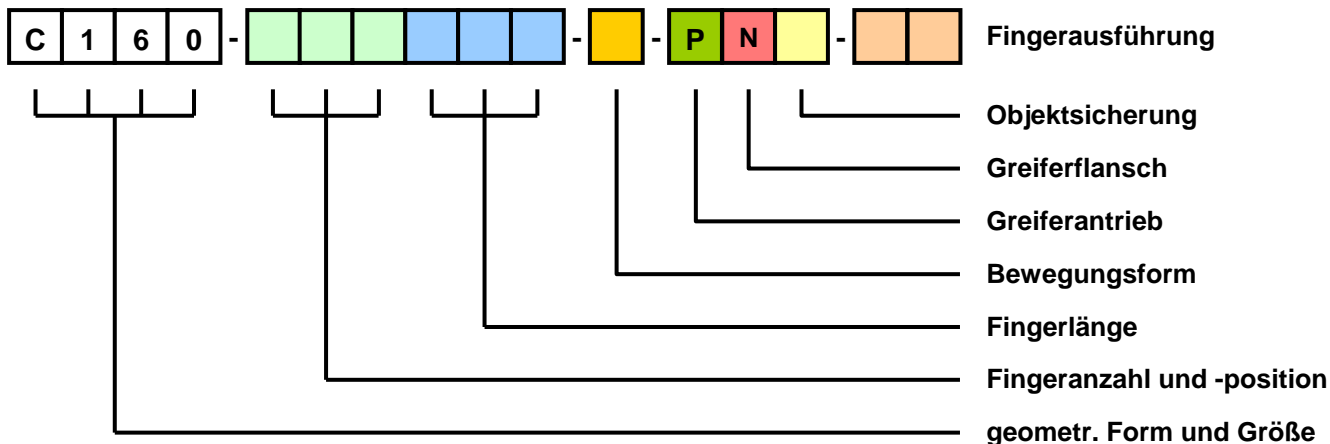 C 1 6 0 - - - P N - Fingerausführung
Objektsicherung
Greiferflansch
Greiferantrieb
Bewegungsform
Fingerlänge
Fingeranzahl und -position
geometr. Form und Größe